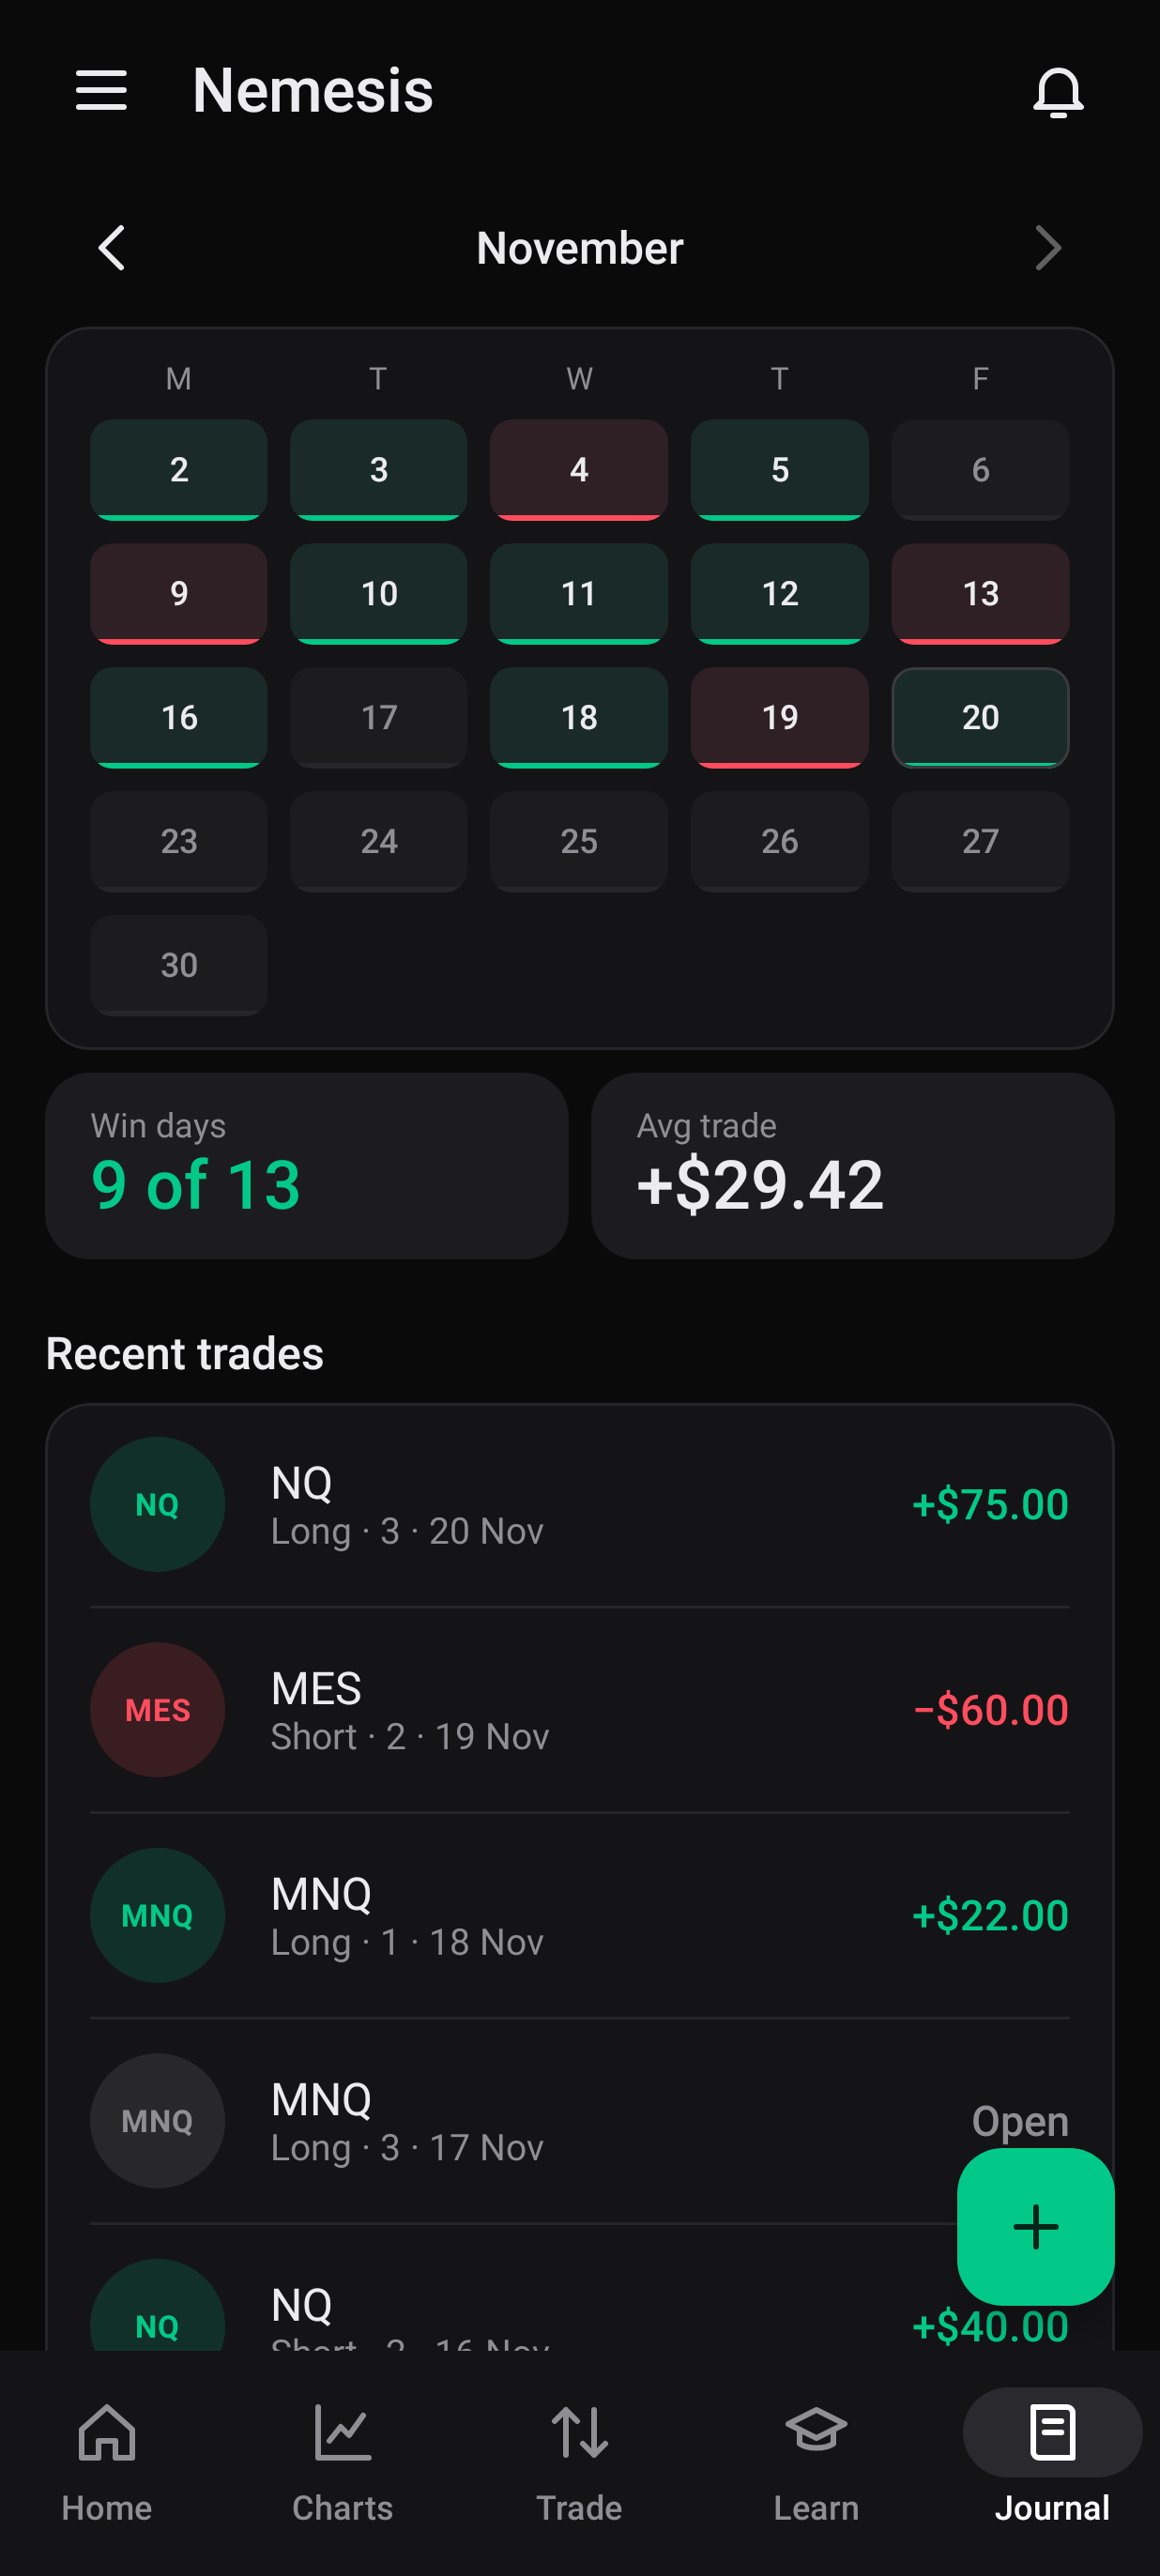 Nemesis
November
M T W T F
2 3 4 5 6
9 10 11 12 13
16 17 18 19 20
23 24 25 26 27
30
Win days
9 of 13
Avg trade
+$29.42
Recent trades
NQ
NQ
Long · 3 · 20 Nov
+$75.00
MES
MES
Short · 2 · 19 Nov
−$60.00
MNQ
MNQ
Long · 1 · 18 Nov
+$22.00
MNQ
MNQ
Long · 3 · 17 Nov
Open
NQ
NQ
+$40.00
Home Charts Trade Learn Journal